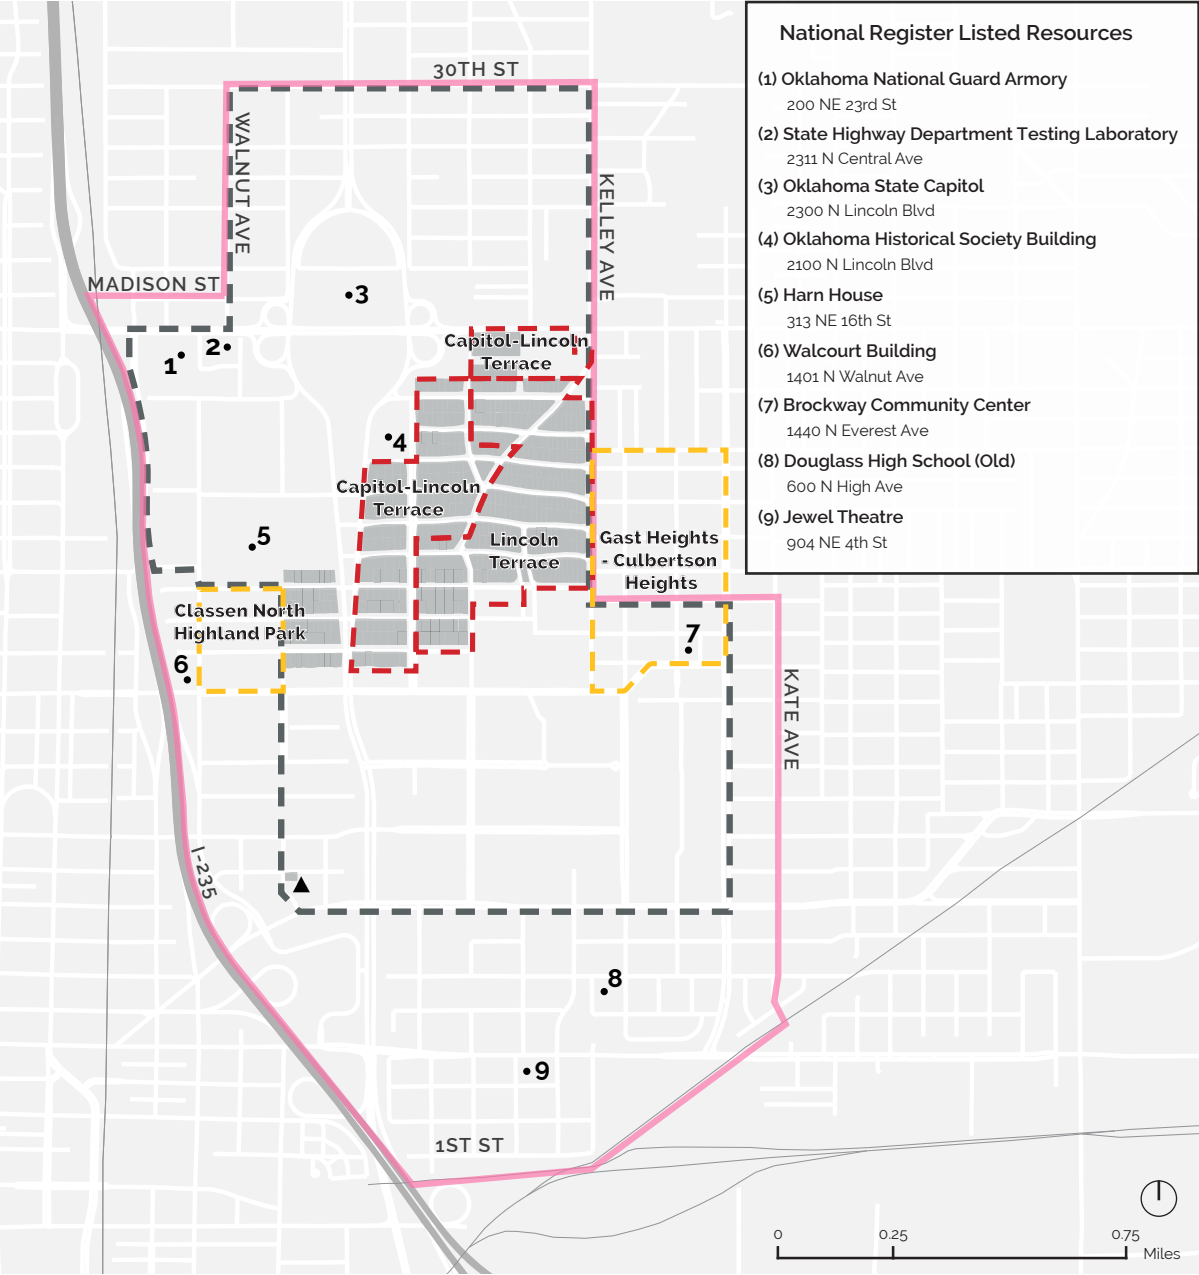 National Register Listed Resources
(1) Oklahoma National Guard Armory
200 NE 23rd St
(2) State Highway Department Testing Laboratory
2311 N Central Ave
(3) Oklahoma State Capitol
2300 N Lincoln Blvd
(4) Oklahoma Historical Society Building
2100 N Lincoln Blvd
(5) Harn House
313 NE 16th St
(6) Walcourt Building
1401 N Walnut Ave
(7) Brockway Community Center
1440 N Everest Ave
(8) Douglass High School (Old)
600 N High Ave
(9) Jewel Theatre
904 NE 4th St
30TH ST
WALNUT AVE
KELLEY AVE
MADISON ST
3
2
1
Capitol-Lincoln
Terrace
4
Capitol-Lincoln
Terrace
5
Lincoln
Terrace
Gast Heights
- Culbertson
Heights
Classen North
Highland Park
7
6
KATE AVE
I-235
8
9
1ST ST
0
0.25
0.75
Miles